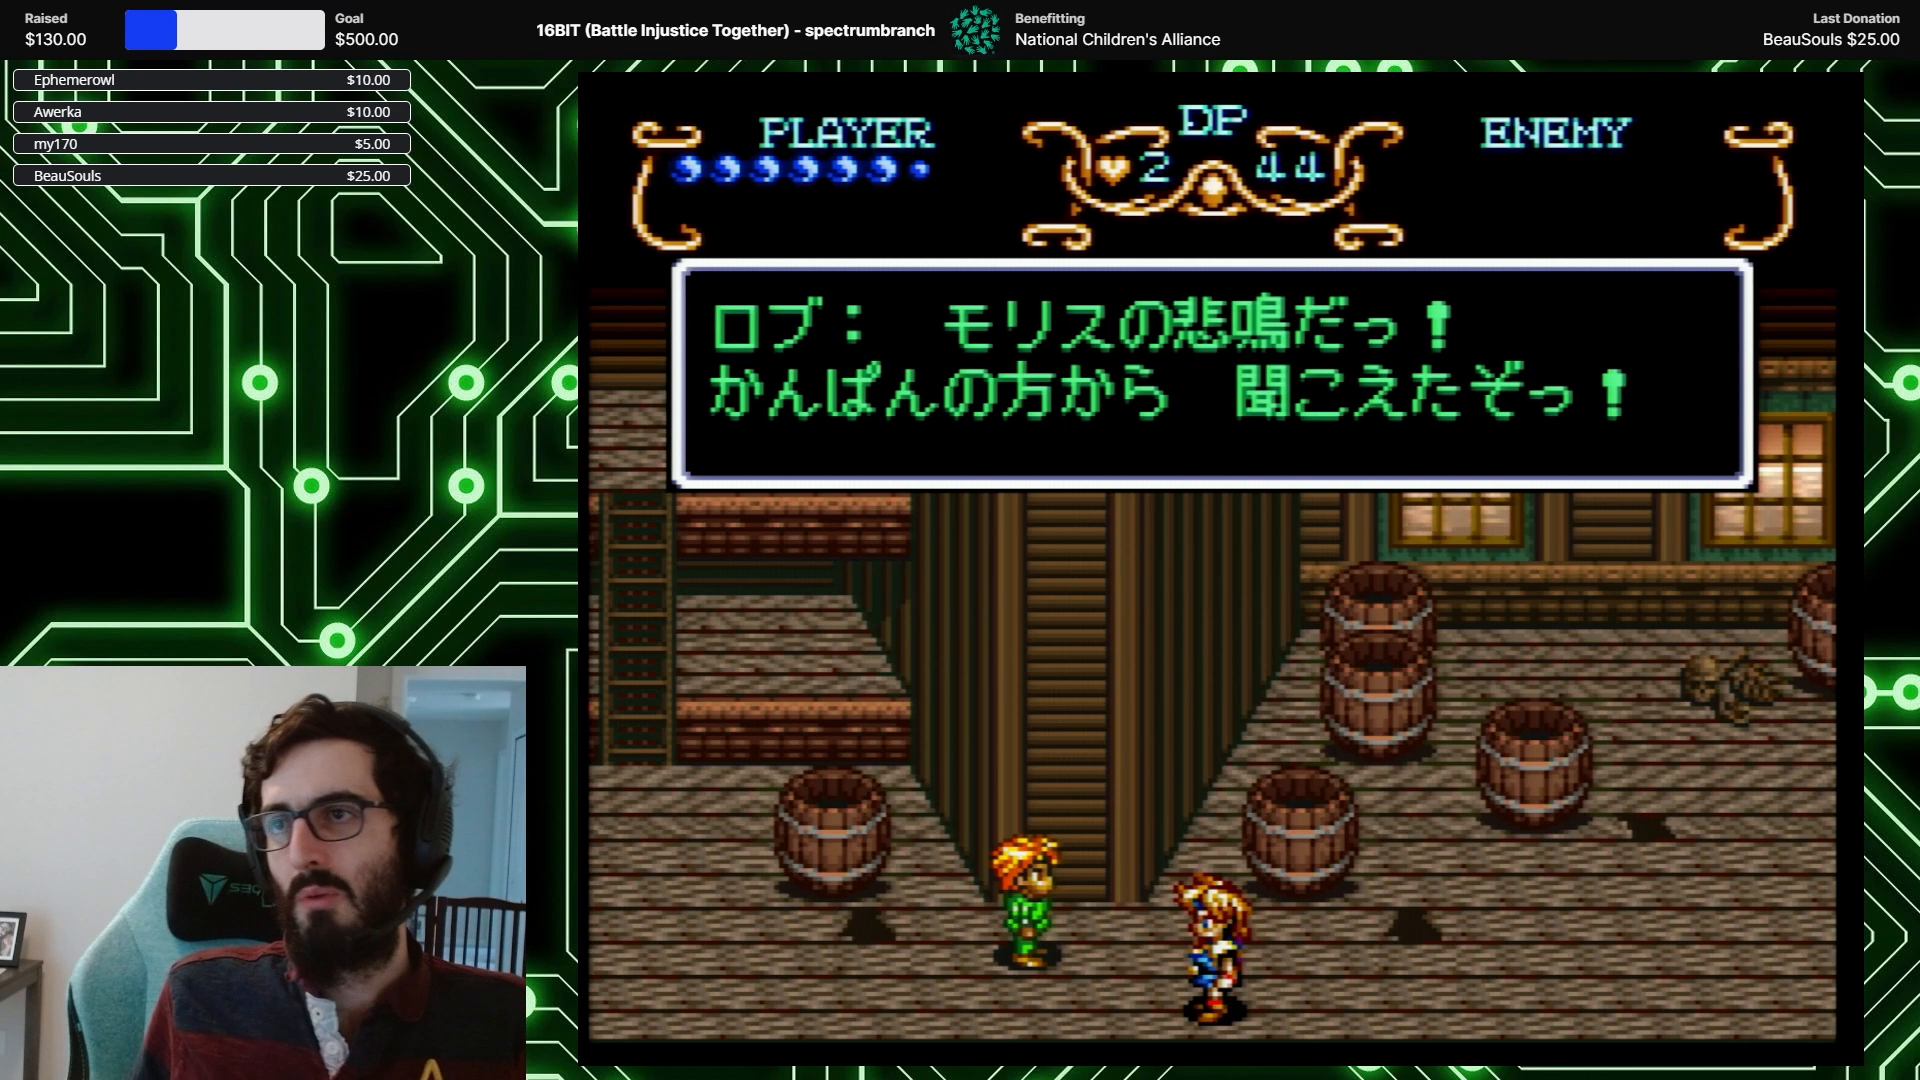 Raised
$130.00
Goal
$500.00
16BIT (Battle Injustice Together) - spectrumbranch
Benefitting
National Children's Alliance
Last Donation
BeauSouls $25.00
Ephemerowl $10.00
Awerka $10.00
my170 $5.00
BeauSouls $25.00
PLAYER
DP
ENEMY
2 44
ロブ： モリスの悲鳴だっ！
かんぱんの方から 聞こえたぞっ！